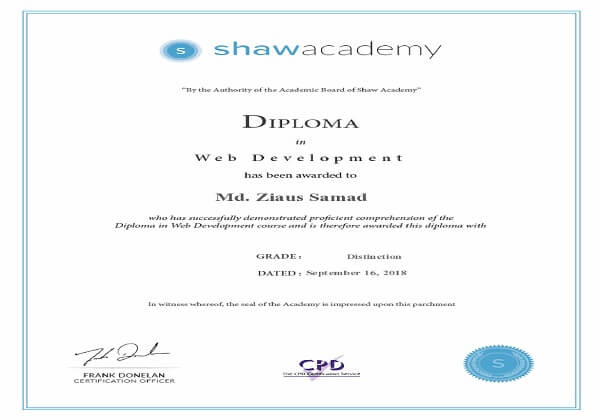 s shawacademy
"By the Authority of the Academic Board of Shaw Academy"
DIPLOMA
in
Web Development
has been awarded to
Md. Ziaus Samad
who has successfully demonstrated proficient comprehension of the
Diploma in Web Development course and is therefore awarded this diploma with
GRADE : Distinction
DATED : September 16, 2018
In witness whereof, the seal of the Academy is impressed upon this parchment
FRANK DONELAN
CERTIFICATION OFFICER
CPD
The CPD Certification Service
S